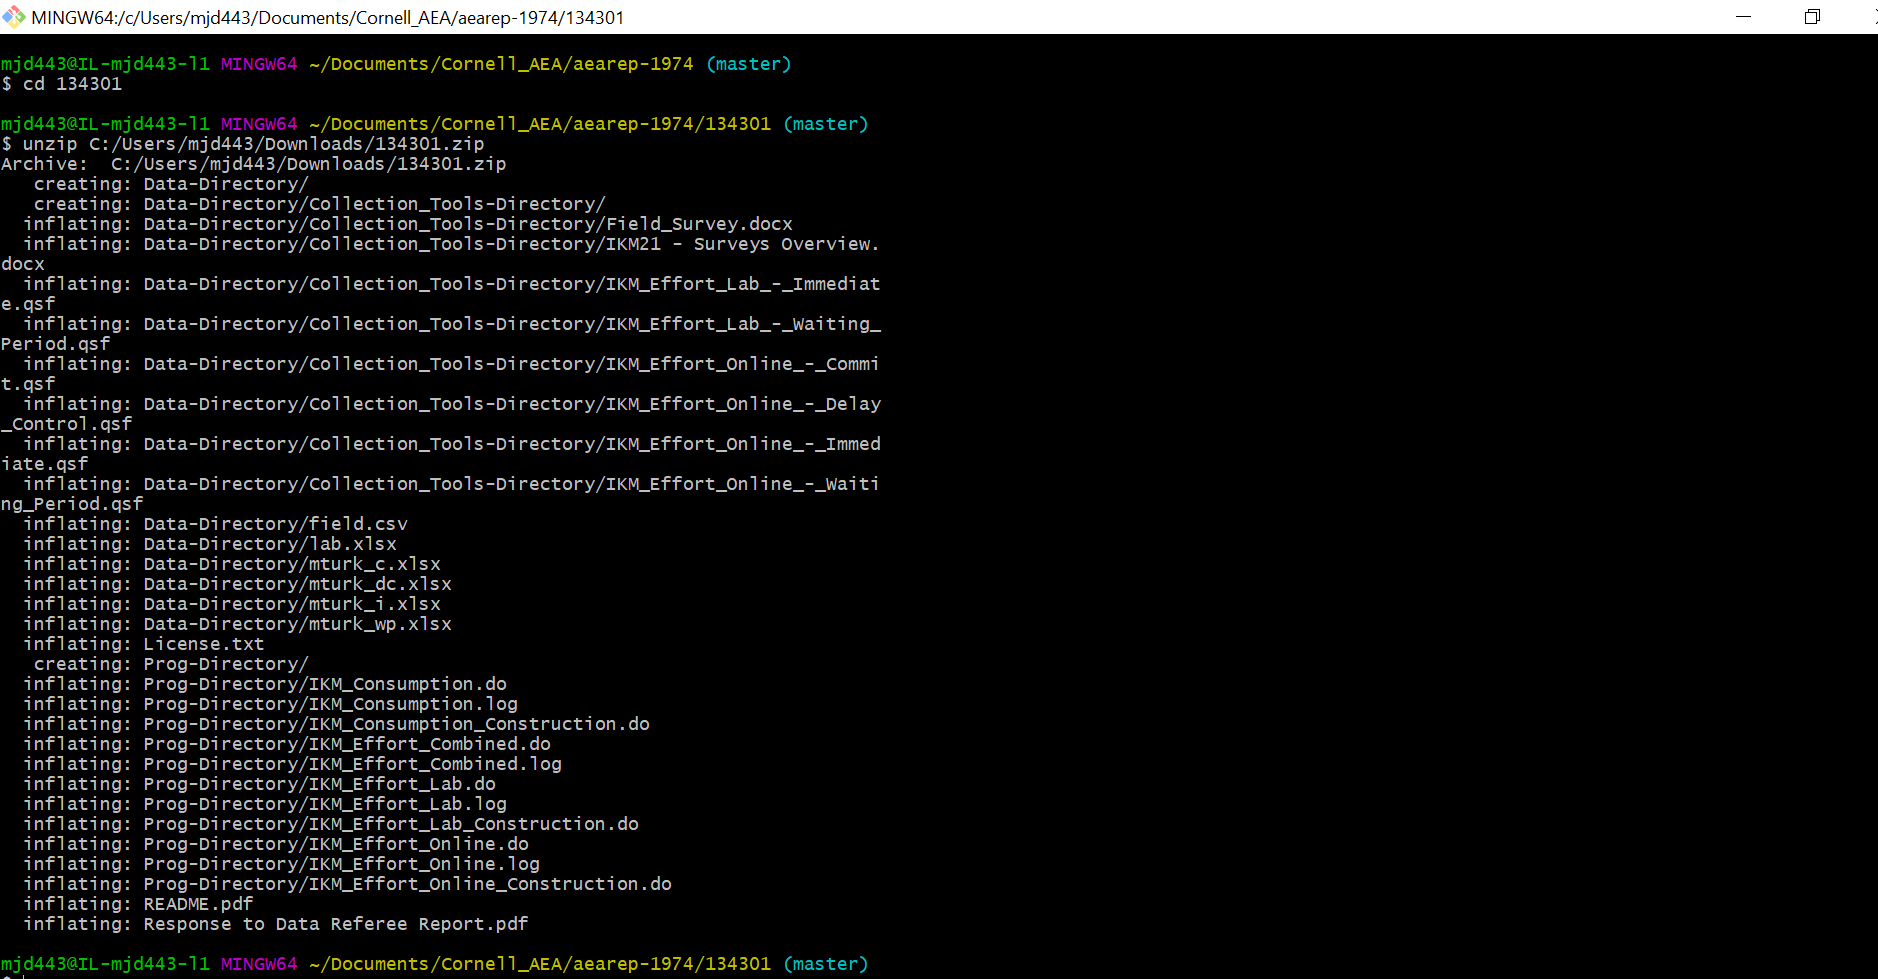 MINGW64:/c/Users/mjd443/Documents/Cornell_AEA/aearep-1974/134301
mjd443@IL-mjd443-l1 MINGW64 ~/Documents/Cornell_AEA/aearep-1974 (master)
$ cd 134301
mjd443@IL-mjd443-l1 MINGW64 ~/Documents/Cornell_AEA/aearep-1974/134301 (master)
$ unzip C:/Users/mjd443/Downloads/134301.zip
Archive:  C:/Users/mjd443/Downloads/134301.zip
   creating: Data-Directory/
   creating: Data-Directory/Collection_Tools-Directory/
  inflating: Data-Directory/Collection_Tools-Directory/Field_Survey.docx
  inflating: Data-Directory/Collection_Tools-Directory/IKM21 - Surveys Overview.
docx
  inflating: Data-Directory/Collection_Tools-Directory/IKM_Effort_Lab_-_Immediat
e.qsf
  inflating: Data-Directory/Collection_Tools-Directory/IKM_Effort_Lab_-_Waiting_
Period.qsf
  inflating: Data-Directory/Collection_Tools-Directory/IKM_Effort_Online_-_Commi
t.qsf
  inflating: Data-Directory/Collection_Tools-Directory/IKM_Effort_Online_-_Delay
_Control.qsf
  inflating: Data-Directory/Collection_Tools-Directory/IKM_Effort_Online_-_Immed
iate.qsf
  inflating: Data-Directory/Collection_Tools-Directory/IKM_Effort_Online_-_Waiti
ng_Period.qsf
  inflating: Data-Directory/field.csv
  inflating: Data-Directory/lab.xlsx
  inflating: Data-Directory/mturk_c.xlsx
  inflating: Data-Directory/mturk_dc.xlsx
  inflating: Data-Directory/mturk_i.xlsx
  inflating: Data-Directory/mturk_wp.xlsx
  inflating: License.txt
   creating: Prog-Directory/
  inflating: Prog-Directory/IKM_Consumption.do
  inflating: Prog-Directory/IKM_Consumption.log
  inflating: Prog-Directory/IKM_Consumption_Construction.do
  inflating: Prog-Directory/IKM_Effort_Combined.do
  inflating: Prog-Directory/IKM_Effort_Combined.log
  inflating: Prog-Directory/IKM_Effort_Lab.do
  inflating: Prog-Directory/IKM_Effort_Lab.log
  inflating: Prog-Directory/IKM_Effort_Lab_Construction.do
  inflating: Prog-Directory/IKM_Effort_Online.do
  inflating: Prog-Directory/IKM_Effort_Online.log
  inflating: Prog-Directory/IKM_Effort_Online_Construction.do
  inflating: README.pdf
  inflating: Response to Data Referee Report.pdf
mjd443@IL-mjd443-l1 MINGW64 ~/Documents/Cornell_AEA/aearep-1974/134301 (master)